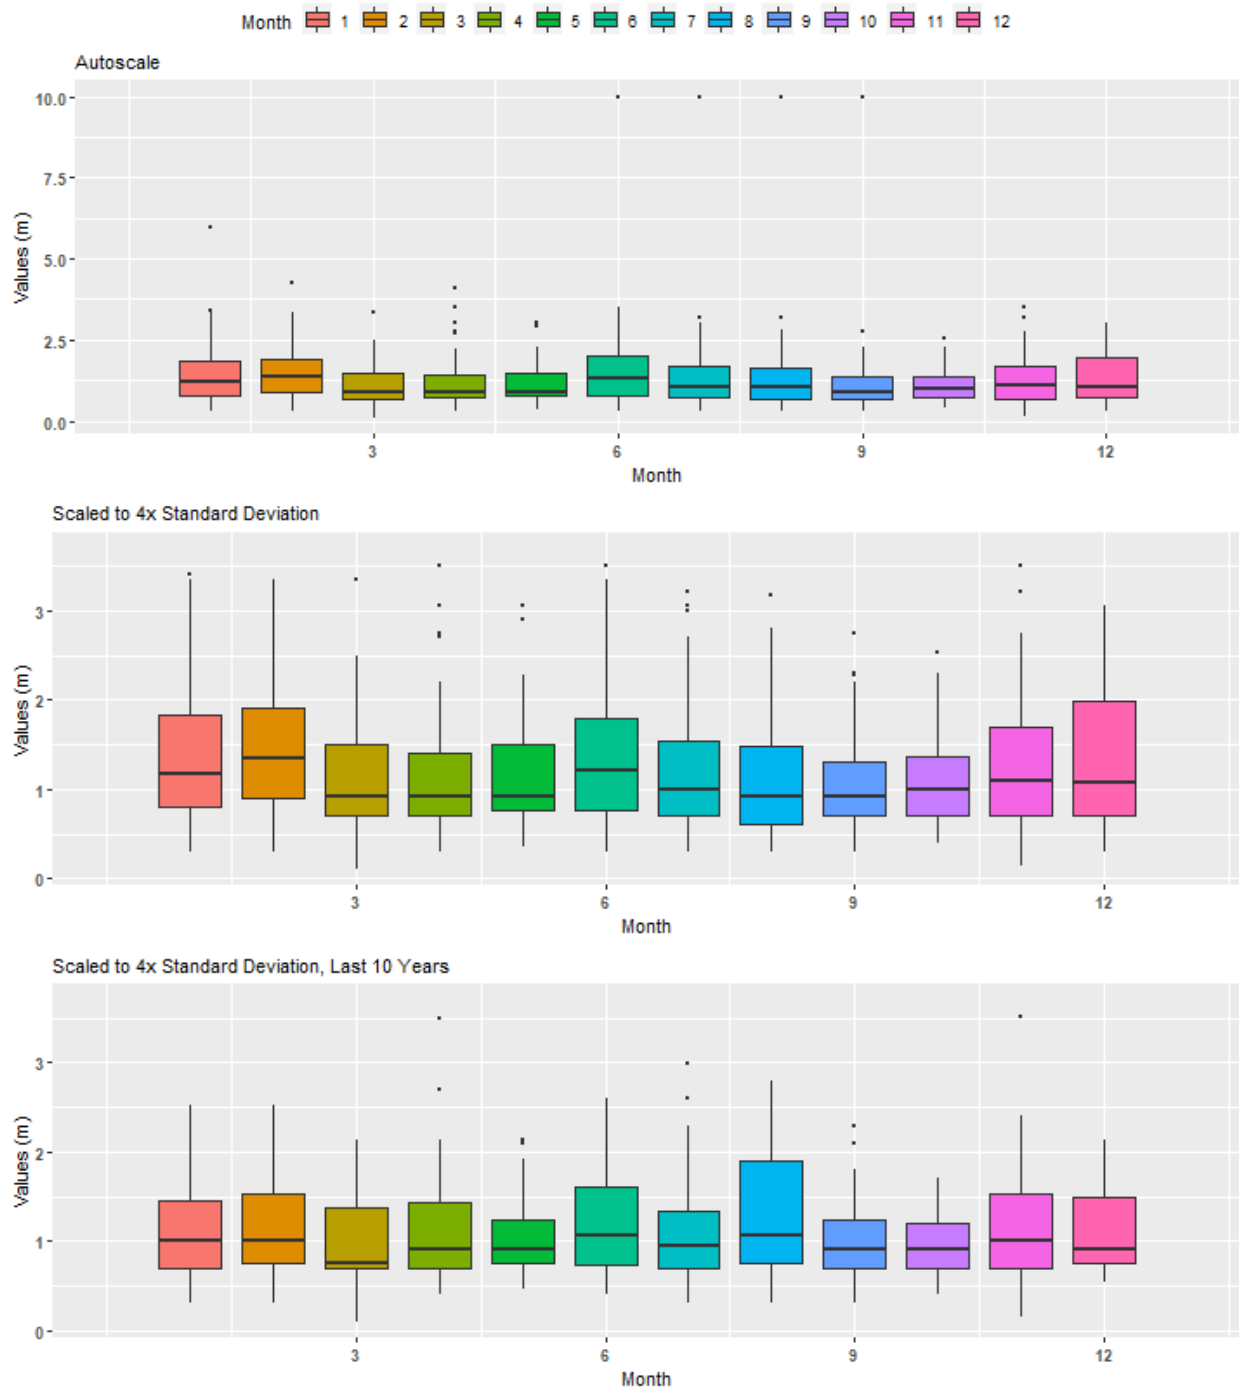 Month 1 2 3 4 5 6 7 8 9 10 11 12
Autoscale
10.0
7.5
5.0
2.5
0.0
Values (m)
3 6 9 12
Month
Scaled to 4x Standard Deviation
3
2
1
0
Values (m)
3 6 9 12
Month
Scaled to 4x Standard Deviation, Last 10 Years
3
2
1
0
Values (m)
3 6 9 12
Month